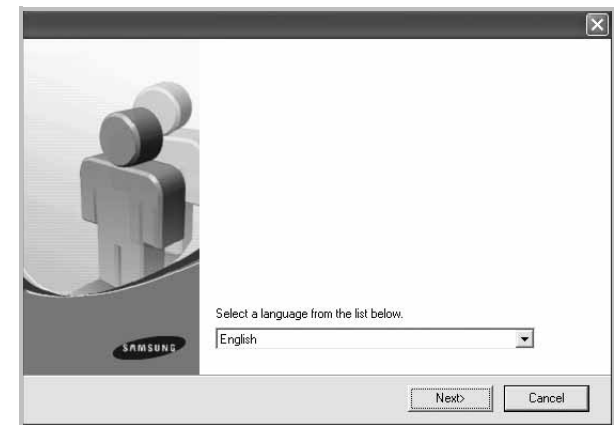 Select a language from the list below.
English
SAMSUNG
Next>
Cancel